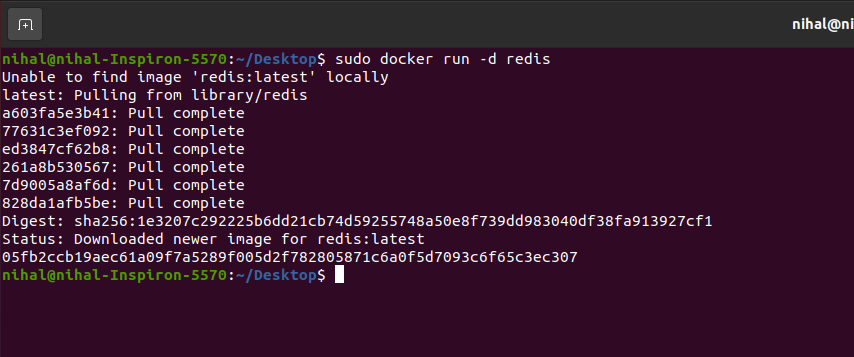 nihal@ni
nihal@nihal-Inspiron-5570:~/Desktop$ sudo docker run -d redis
Unable to find image 'redis:latest' locally
latest: Pulling from library/redis
a603fa5e3b41: Pull complete
77631c3ef092: Pull complete
ed3847cf62b8: Pull complete
261a8b530567: Pull complete
7d9005a8af6d: Pull complete
828da1afb5be: Pull complete
Digest: sha256:1e3207c292225b6dd21cb74d59255748a50e8f739dd983040df38fa913927cf1
Status: Downloaded newer image for redis:latest
05fb2ccb19aec61a09f7a5289f005d2f782805871c6a0f5d7093c6f65c3ec307
nihal@nihal-Inspiron-5570:~/Desktop$